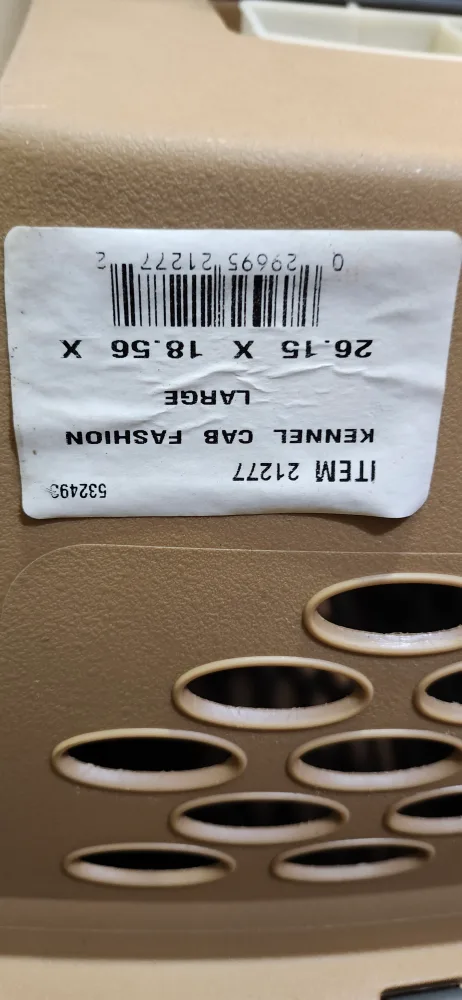 ITEM 21277 532493
KENNEL CAB FASHION
LARGE
26.15 X 18.56 X
0 29695 21277 2